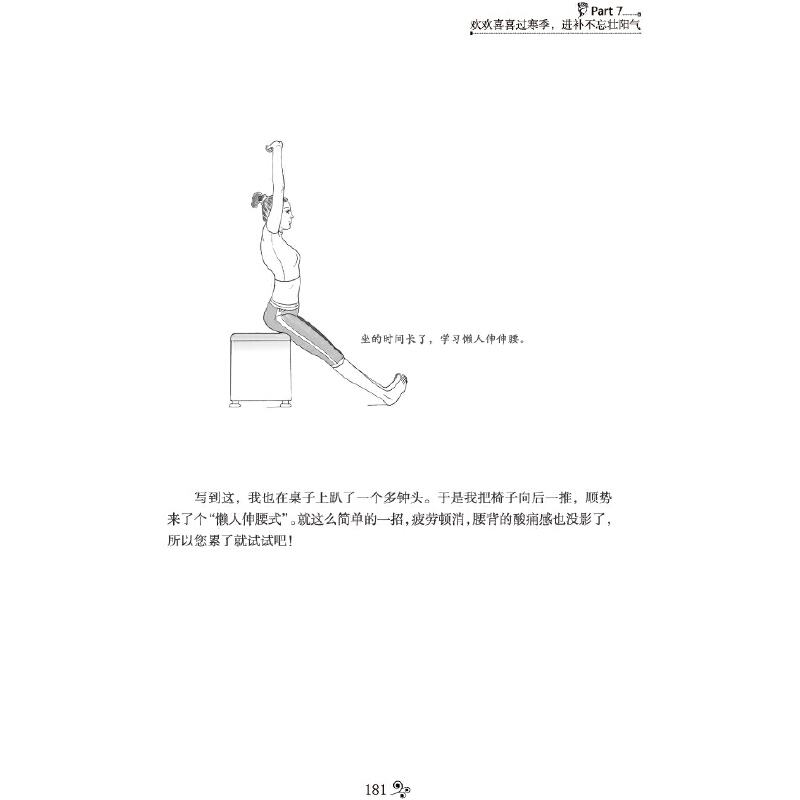 Part 7
欢欢喜喜过寒季，进补不忘壮阳气
坐的时间长了，学习懒人伸伸腰。
写到这，我也在桌子上趴了一个多钟头。于是我把椅子向后一推，顺势
来了个“懒人伸腰式”。就这么简单的一招，疲劳顿消，腰背的酸痛感也没影了，
所以您累了就试试吧！
181